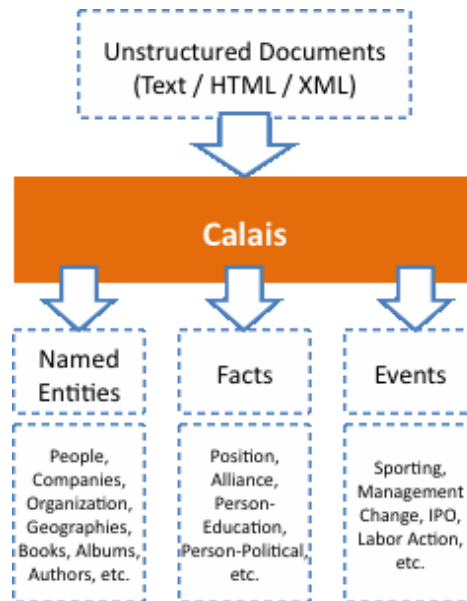 Unstructured Documents
(Text / HTML / XML)
Calais
Named
Entities
Facts
Events
People,
Companies,
Organization,
Geographies,
Books, Albums,
Authors, etc.
Position,
Alliance,
Person-
Education,
Person-Political,
etc.
Sporting,
Management
Change, IPO,
Labor Action,
etc.